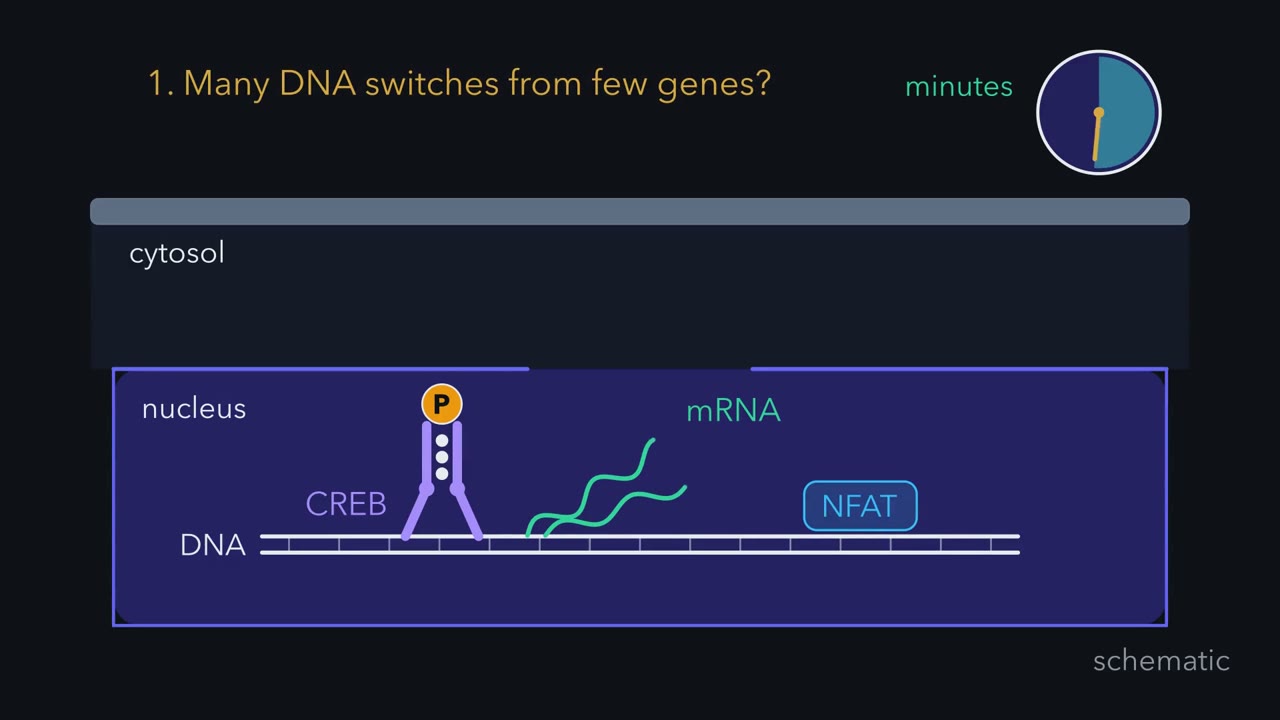 1. Many DNA switches from few genes?
minutes
cytosol
nucleus
P
mRNA
CREB
NFAT
DNA
schematic